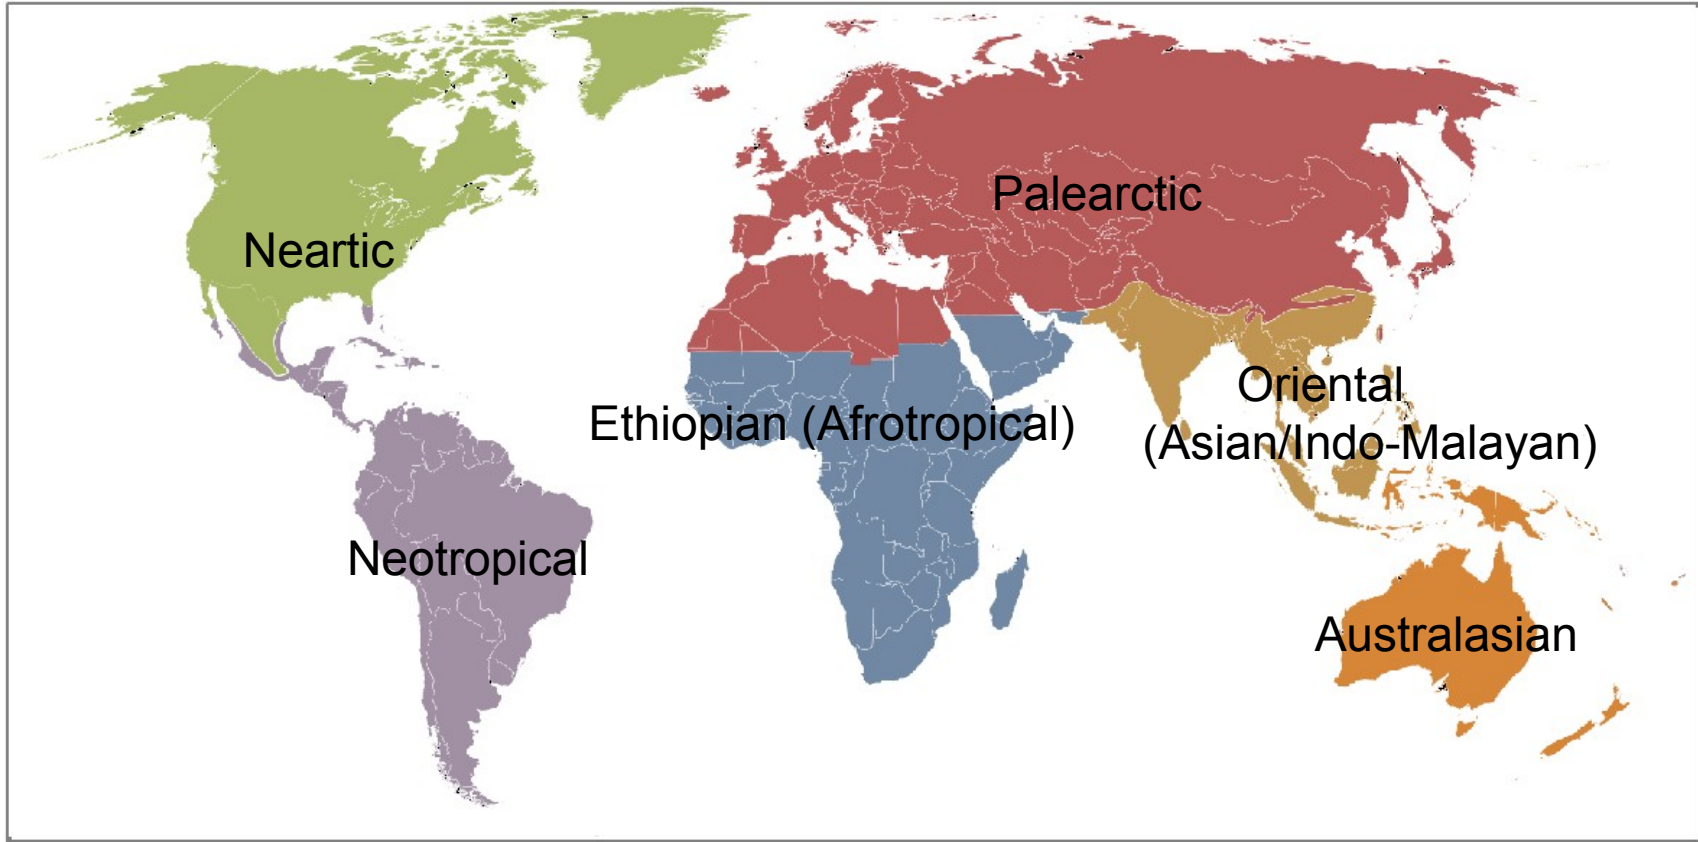 Palearctic
Neartic
Oriental
Ethiopian (Afrotropical)
(Asian/Indo-Malayan)
Neotropical
Australasian